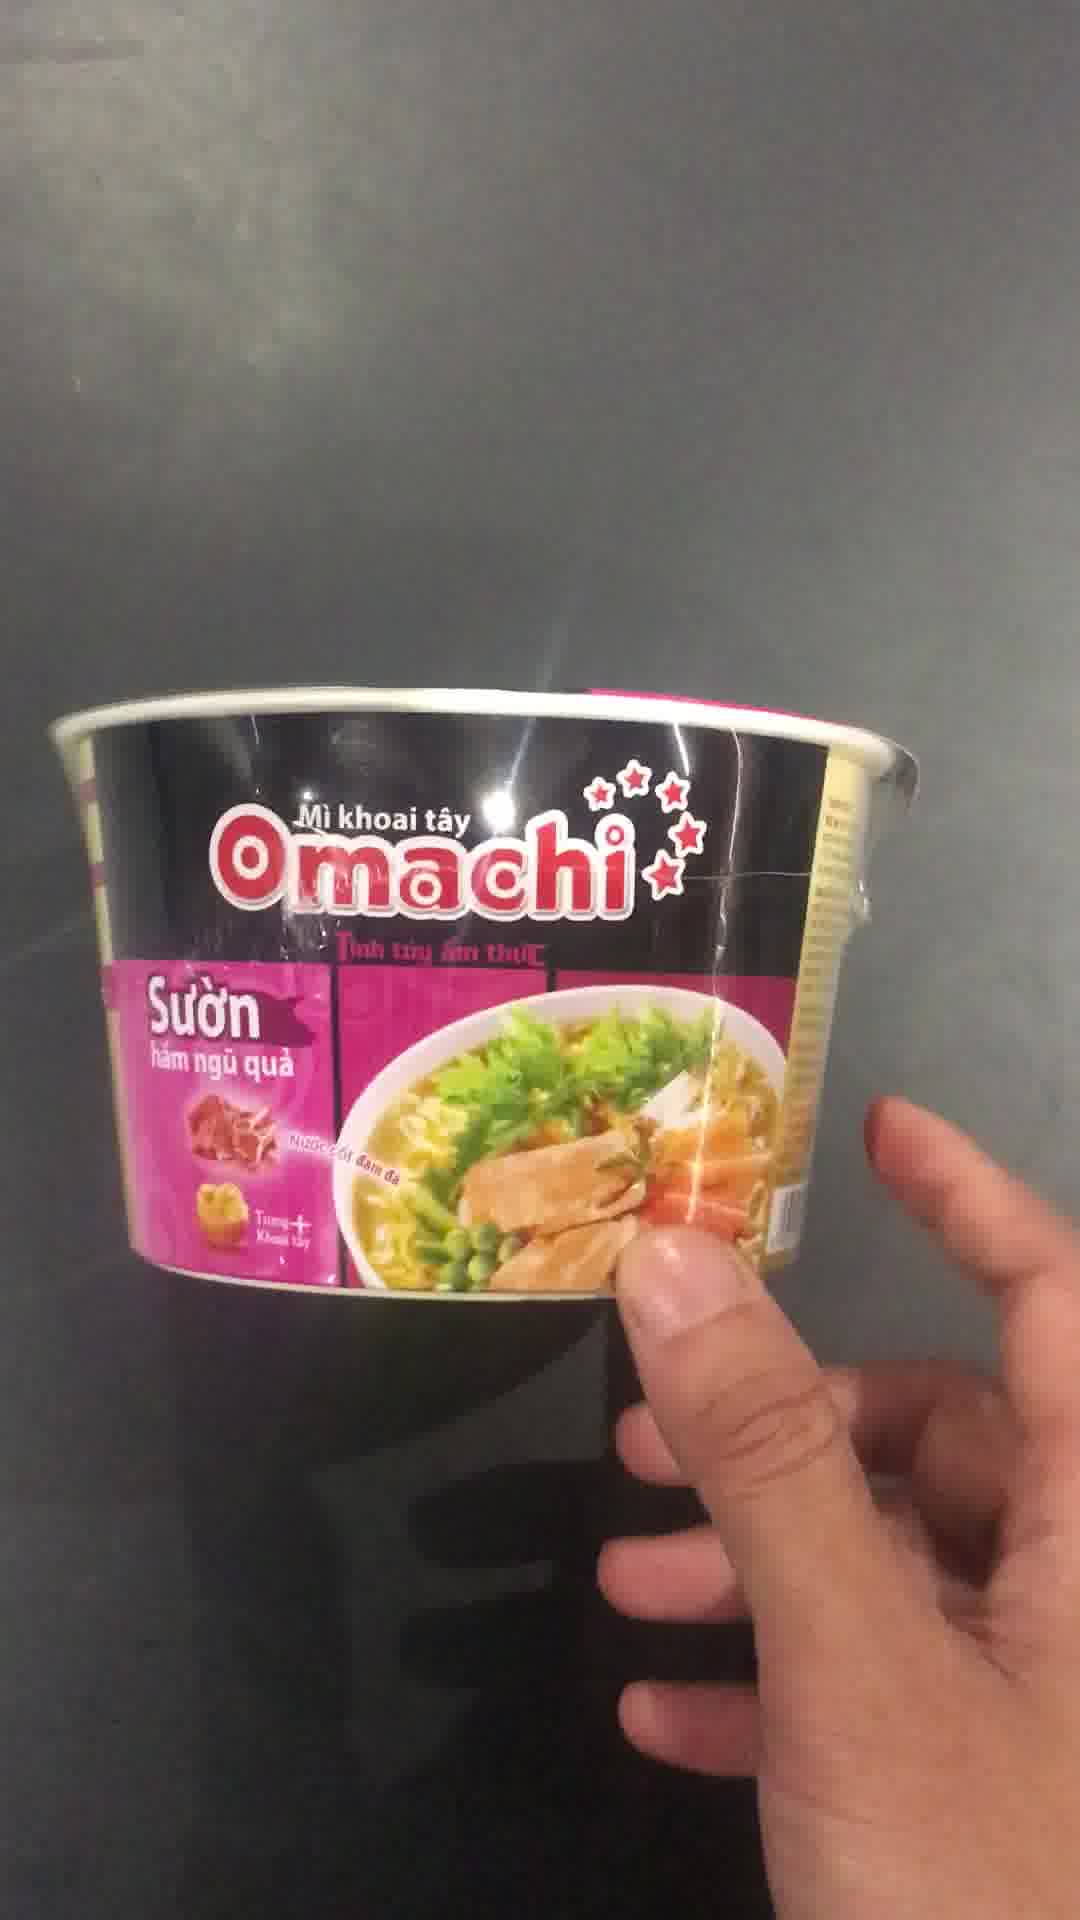 Mì khoai tây
Omachi
Tinh túy ẩm thực
Sườn
hầm ngũ quả
Nước cốt đậm đà
Trứng +
Khoai tây